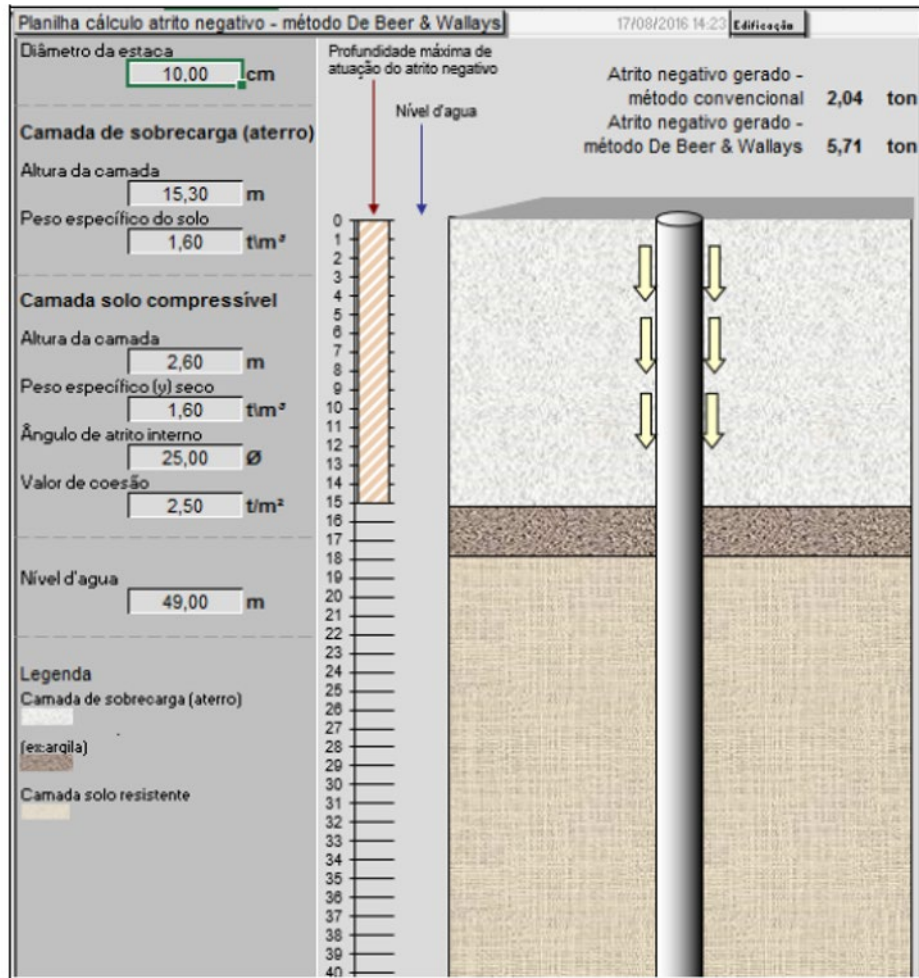 Planilha cálculo atrito negativo - método De Beer & Wallays
17/08/2016 14:23
Edificação
Diâmetro da estaca
10,00 cm
Camada de sobrecarga (aterro)
Altura da camada
15,30 m
Peso específico do solo
1,60 t\m³
Camada solo compressível
Altura da camada
2,60 m
Peso específico (y) seco
1,60 t\m³
Ângulo de atrito interno
25,00 Ø
Valor de coesão
2,50 t/m²
Nível d'agua
49,00 m
Legenda
Camada de sobrecarga (aterro)
(ex:argila)
Camada solo resistente
Profundidade máxima de
atuação do atrito negativo
Nível d'agua
Atrito negativo gerado -
método convencional 2,04 ton
Atrito negativo gerado -
método De Beer & Wallays 5,71 ton
0
1
2
3
4
5
6
7
8
9
10
11
12
13
14
15
16
17
18
19
20
21
22
23
24
25
26
27
28
29
30
31
32
33
34
35
36
37
38
39
40